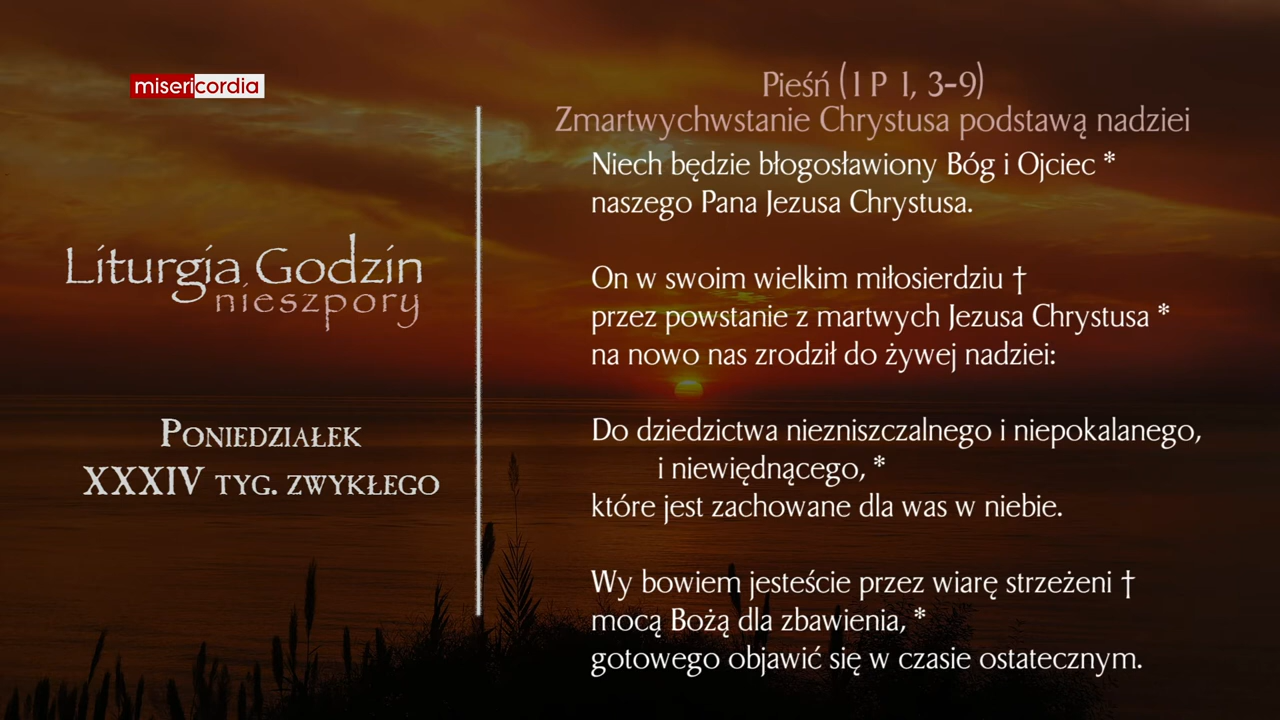 misericordia
Liturgia Godzin
nieszpory
Poniedziałek
XXXIV tyg. zwykłego
Pieśń (1 P 1, 3-9)
Zmartwychwstanie Chrystusa podstawą nadziei
Niech będzie błogosławiony Bóg i Ojciec *
naszego Pana Jezusa Chrystusa.
On w swoim wielkim miłosierdziu †
przez powstanie z martwych Jezusa Chrystusa *
na nowo nas zrodził do żywej nadziei:
Do dziedzictwa niezniszczalnego i niepokalanego,
i niewiędnącego, *
które jest zachowane dla was w niebie.
Wy bowiem jesteście przez wiarę strzeżeni †
mocą Bożą dla zbawienia, *
gotowego objawić się w czasie ostatecznym.